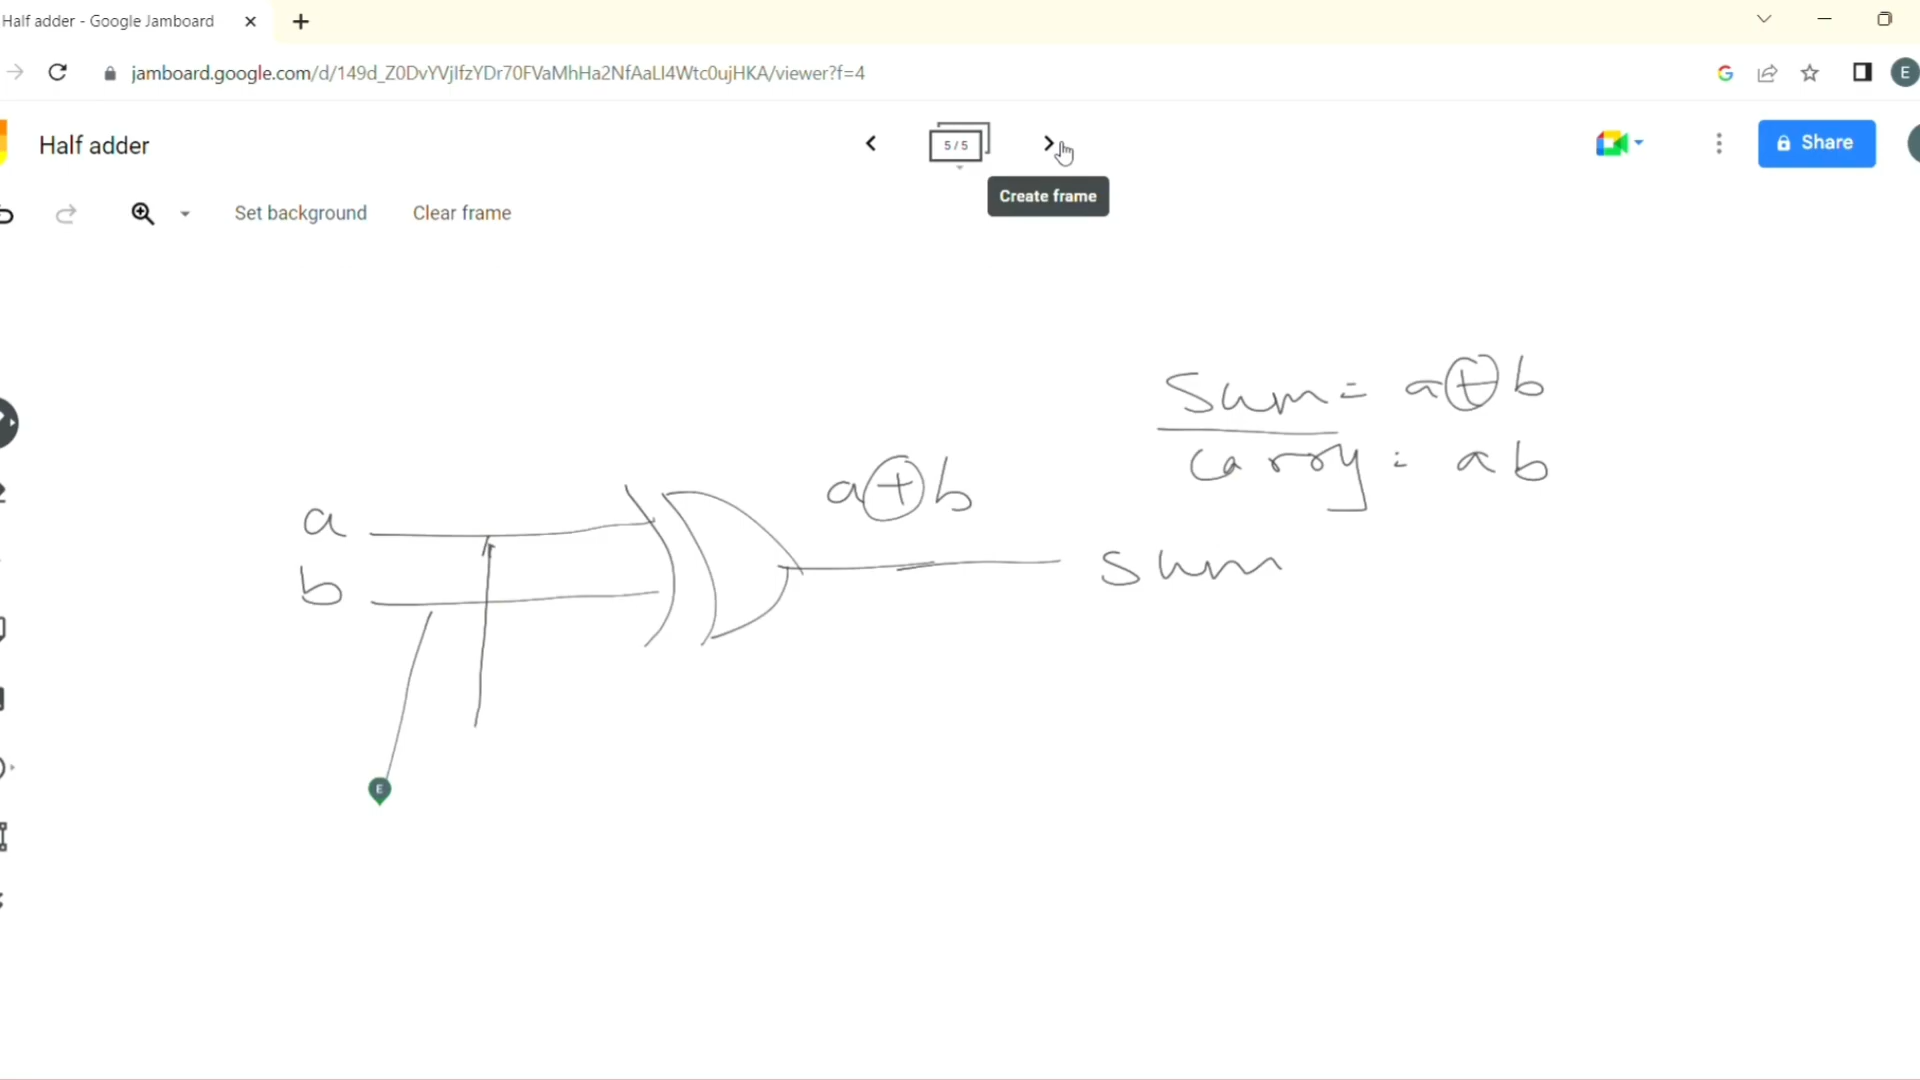 Half adder - Google Jamboard
jamboard.google.com/d/149d_Z0DvYVjIfzYDr70FVaMhHa2NfAaLI4Wtc0ujHKA/viewer?f=4
E
Half adder
5/5
Share
Create frame
Set background
Clear frame
Sum = a⊕b
carry = ab
a⊕b
a
b
sum
E